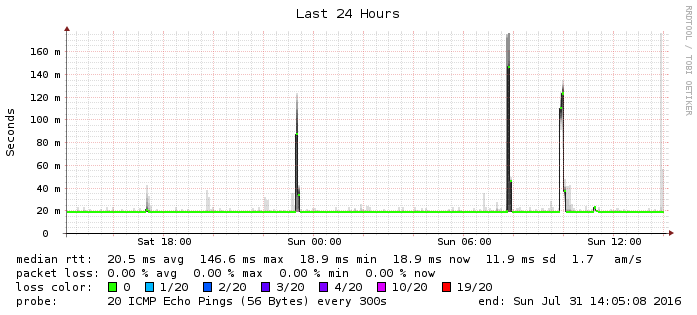 Last 24 Hours
RRDTOOL / TOBI OETIKER
Seconds
160 m
140 m
120 m
100 m
80 m
60 m
40 m
20 m
0
Sat 18:00 Sun 00:00 Sun 06:00 Sun 12:00
median rtt: 20.5 ms avg 146.6 ms max 18.9 ms min 18.9 ms now 11.9 ms sd 1.7 am/s
packet loss: 0.00 % avg 0.00 % max 0.00 % min 0.00 % now
loss color: 0 1/20 2/20 3/20 4/20 10/20 19/20
probe: 20 ICMP Echo Pings (56 Bytes) every 300s end: Sun Jul 31 14:05:08 2016